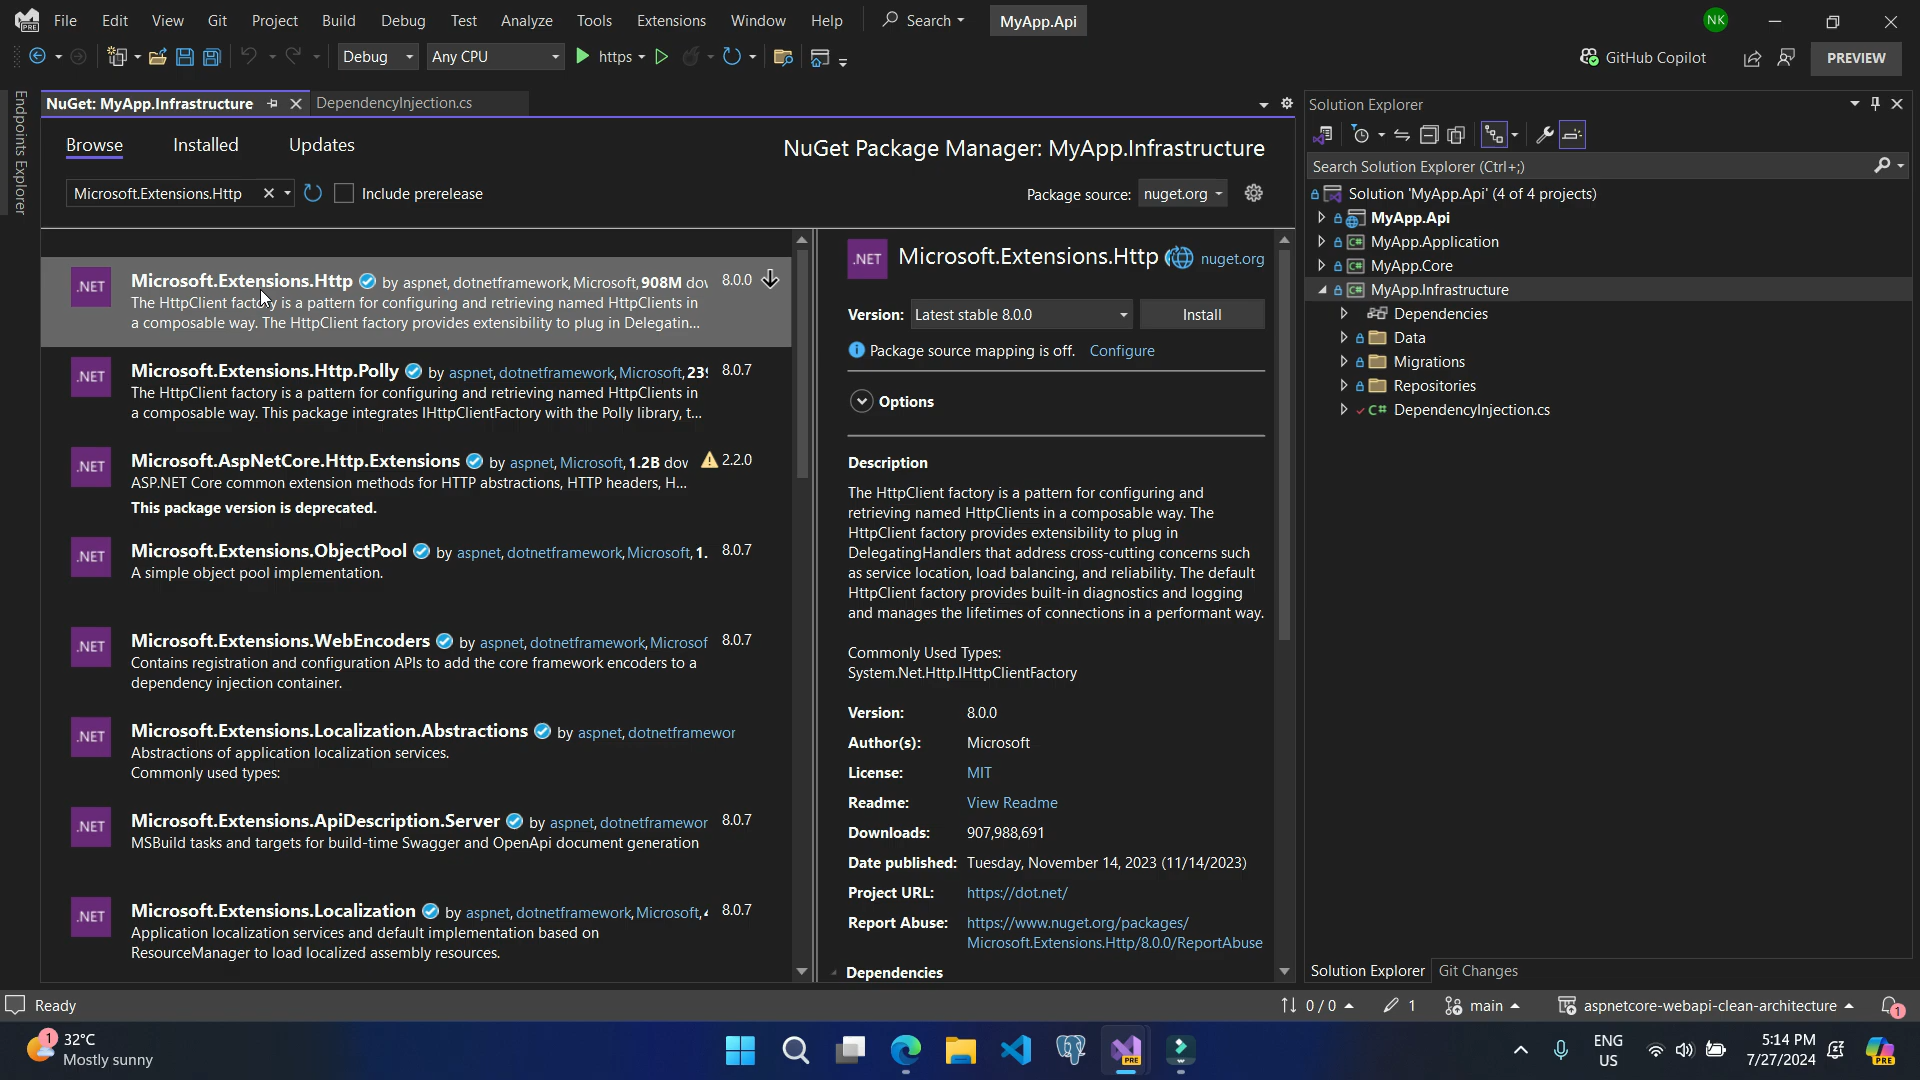 File Edit View Git Project Build Debug Test Analyze Tools Extensions Window Help Search MyApp.Api NK
Debug Any CPU https GitHub Copilot PREVIEW
Endpoints Explorer
NuGet: MyApp.Infrastructure DependencyInjection.cs
Browse Installed Updates
NuGet Package Manager: MyApp.Infrastructure
Microsoft.Extensions.Http Include prerelease
Package source: nuget.org
.NET Microsoft.Extensions.Http by aspnet, dotnetframework, Microsoft, 908M dov 8.0.0
The HttpClient factory is a pattern for configuring and retrieving named HttpClients in
a composable way. The HttpClient factory provides extensibility to plug in Delegatin...
.NET Microsoft.Extensions.Http.Polly by aspnet, dotnetframework, Microsoft, 239 8.0.7
The HttpClient factory is a pattern for configuring and retrieving named HttpClients in
a composable way. This package integrates IHttpClientFactory with the Polly library, t...
.NET Microsoft.AspNetCore.Http.Extensions by aspnet, Microsoft, 1.2B dov 2.2.0
ASP.NET Core common extension methods for HTTP abstractions, HTTP headers, H...
This package version is deprecated.
.NET Microsoft.Extensions.ObjectPool by aspnet, dotnetframework, Microsoft, 1. 8.0.7
A simple object pool implementation.
.NET Microsoft.Extensions.WebEncoders by aspnet, dotnetframework, Microsof 8.0.7
Contains registration and configuration APIs to add the core framework encoders to a
dependency injection container.
.NET Microsoft.Extensions.Localization.Abstractions by aspnet, dotnetframewor
Abstractions of application localization services.
Commonly used types:
.NET Microsoft.Extensions.ApiDescription.Server by aspnet, dotnetframewor 8.0.7
MSBuild tasks and targets for build-time Swagger and OpenApi document generation
.NET Microsoft.Extensions.Localization by aspnet, dotnetframework, Microsoft, 8.0.7
Application localization services and default implementation based on
ResourceManager to load localized assembly resources.
.NET Microsoft.Extensions.Http nuget.org
Version: Latest stable 8.0.0 Install
Package source mapping is off. Configure
Options
Description
The HttpClient factory is a pattern for configuring and
retrieving named HttpClients in a composable way. The
HttpClient factory provides extensibility to plug in
DelegatingHandlers that address cross-cutting concerns such
as service location, load balancing, and reliability. The default
HttpClient factory provides built-in diagnostics and logging
and manages the lifetimes of connections in a performant way.
Commonly Used Types:
System.Net.Http.IHttpClientFactory
Version: 8.0.0
Author(s): Microsoft
License: MIT
Readme: View Readme
Downloads: 907,988,691
Date published: Tuesday, November 14, 2023 (11/14/2023)
Project URL: https://dot.net/
Report Abuse: https://www.nuget.org/packages/
Microsoft.Extensions.Http/8.0.0/ReportAbuse
Dependencies
Solution Explorer
Search Solution Explorer (Ctrl+;)
Solution 'MyApp.Api' (4 of 4 projects)
MyApp.Api
C# MyApp.Application
C# MyApp.Core
C# MyApp.Infrastructure
Dependencies
Data
Migrations
Repositories
C# DependencyInjection.cs
Solution Explorer Git Changes
Ready 0 / 0 1 main aspnetcore-webapi-clean-architecture 1
1 32°C
Mostly sunny
PRE
ENG
US
5:14 PM
7/27/2024
PRE